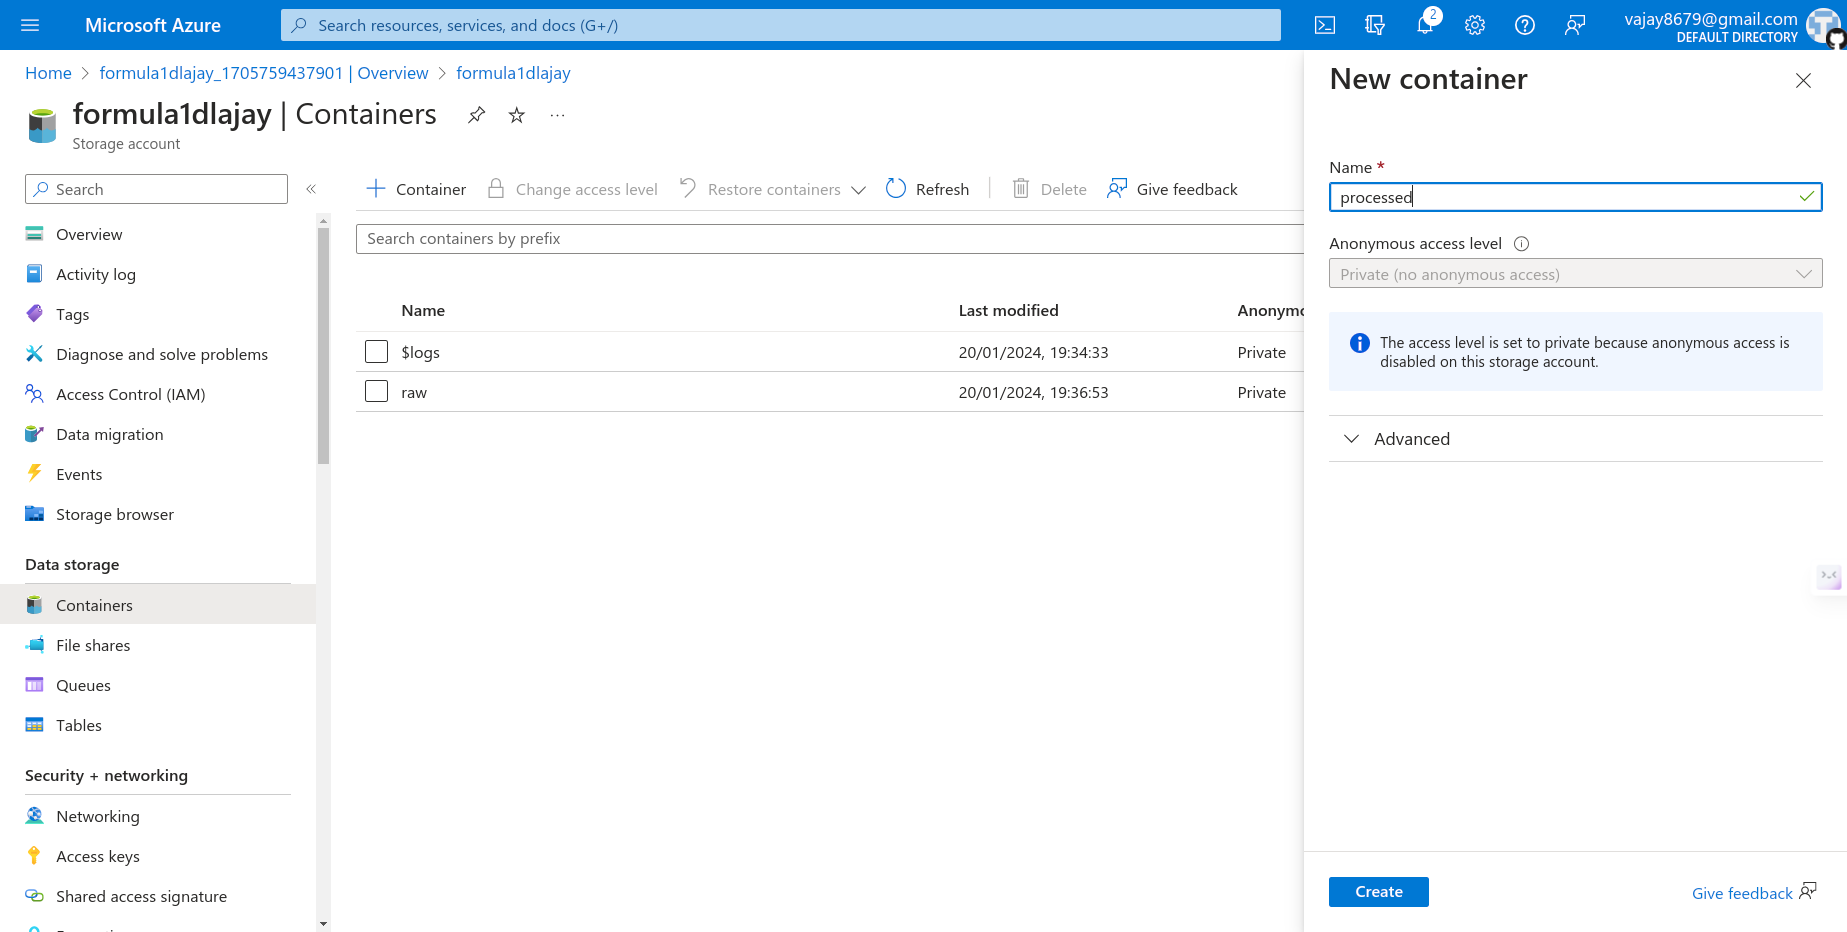 Microsoft Azure
Search resources, services, and docs (G+/)
2
vajay8679@gmail.com
DEFAULT DIRECTORY
Home > formula1dlajay_1705759437901 | Overview > formula1dlajay
formula1dlajay | Containers
Storage account
Search
Overview
Activity log
Tags
Diagnose and solve problems
Access Control (IAM)
Data migration
Events
Storage browser
Data storage
Containers
File shares
Queues
Tables
Security + networking
Networking
Access keys
Shared access signature
Container Change access level Restore containers Refresh Delete Give feedback
Search containers by prefix
Name Last modified
$logs 20/01/2024, 19:34:33 Private
raw 20/01/2024, 19:36:53 Private
New container
Name *
processed
Anonymous access level
Private (no anonymous access)
The access level is set to private because anonymous access is
disabled on this storage account.
Advanced
Create
Give feedback